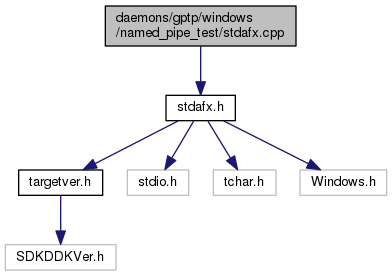 daemons/gptp/windows
/named_pipe_test/stdafx.cpp
stdafx.h
targetver.h
stdio.h
tchar.h
Windows.h
SDKDDKVer.h